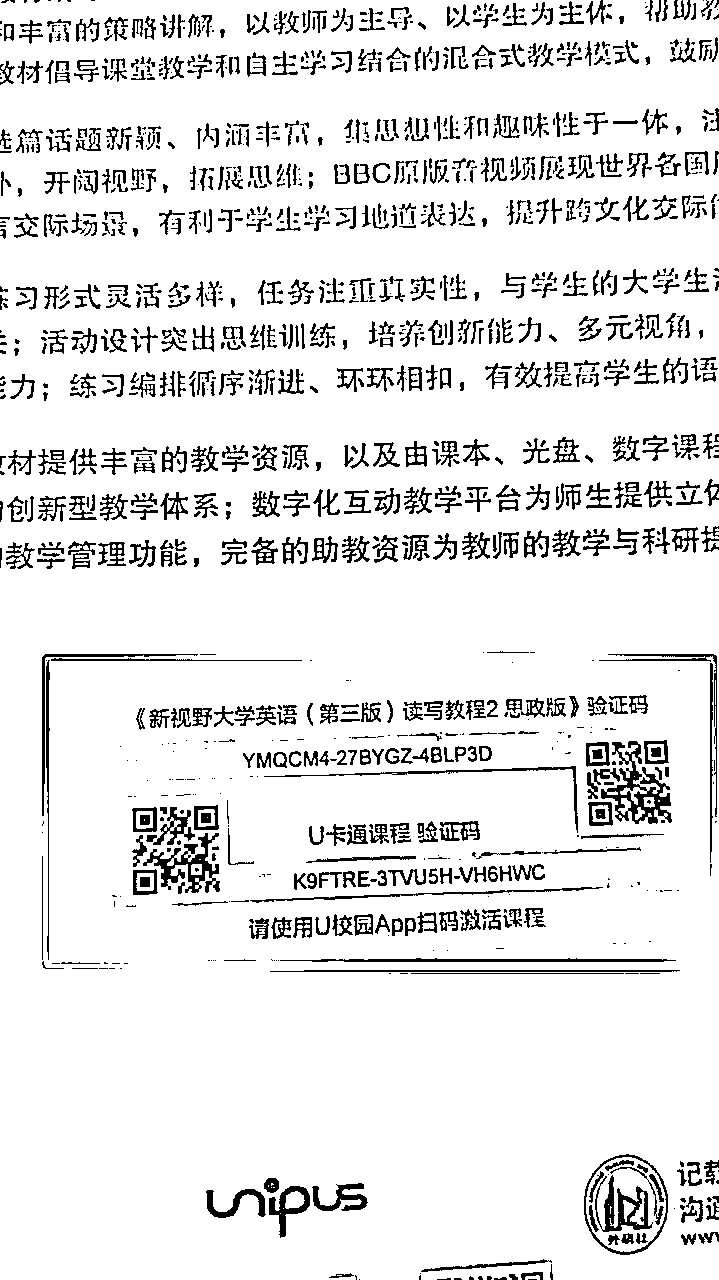 和丰富的策略讲解，以教师为主导、以学生为主体，帮助教
教材倡导课堂教学和自主学习结合的混合式教学模式，鼓励
选篇话题新颖、内涵丰富，集思想性和趣味性于一体，注
外，开阔视野，拓展思维；BBC原版音视频展现世界各国
言交际场景，有利于学生学习地道表达，提升跨文化交际
练习形式灵活多样，任务注重真实性，与学生的大学生活
关；活动设计突出思维训练，培养创新能力、多元视角，
能力；练习编排循序渐进、环环相扣，有效提高学生的语
教材提供丰富的教学资源，以及由课本、光盘、数字课程
的创新型教学体系；数字化互动教学平台为师生提供立体
的教学管理功能，完备的助教资源为教师的教学与科研提
《新视野大学英语（第三版）读写教程2 思政版》验证码
YMQCM4-27BYGZ-4BLP3D
U卡通课程 验证码
K9FTRE-3TVU5H-VH6HWC
请使用U校园App扫码激活课程
unipus
外研社
记载
沟通
www